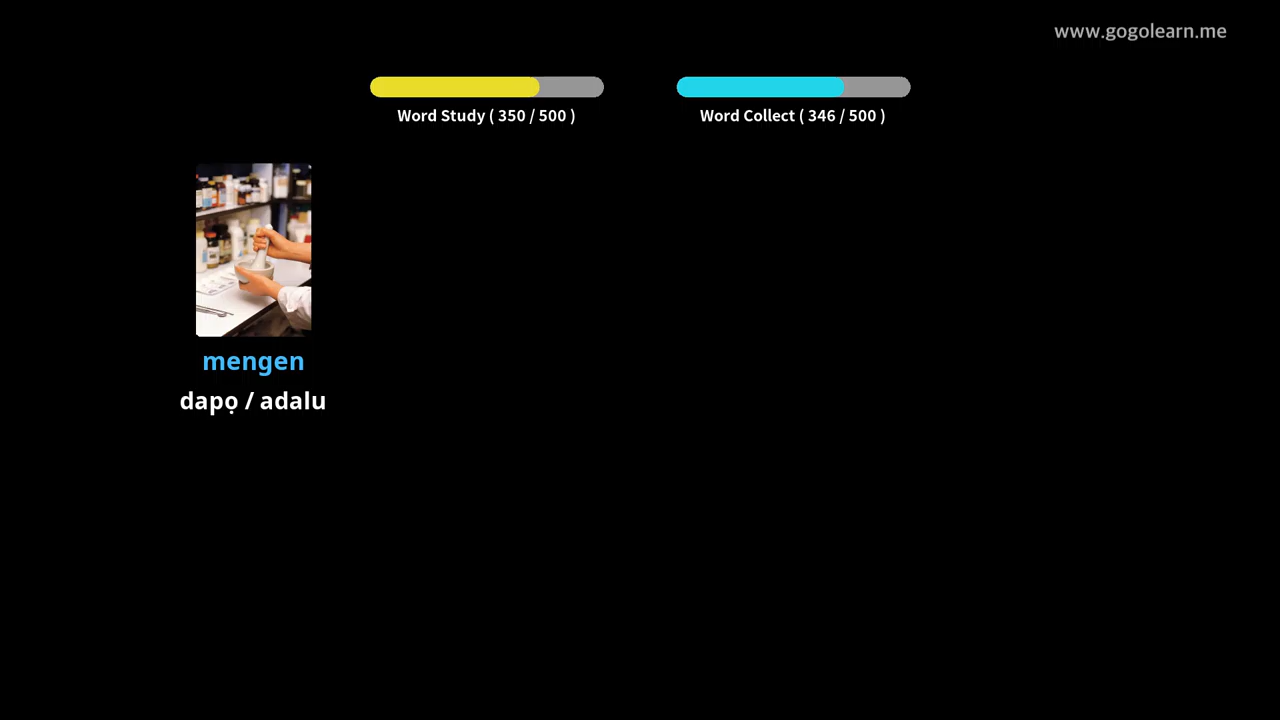 www.gogolearn.me
Word Study ( 350 / 500 )
Word Collect ( 346 / 500 )
mengen
dapọ / adalu